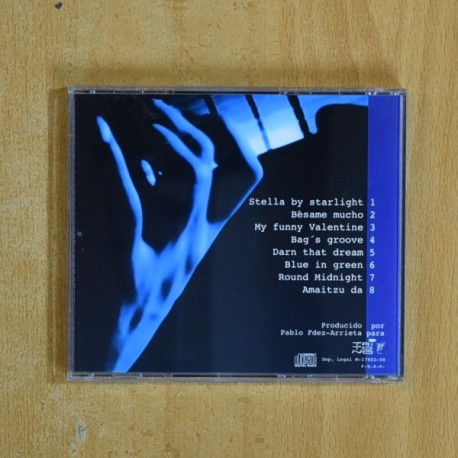 Stella by starlight 1
Bésame mucho 2
My funny Valentine 3
Bag´s groove 4
Darn that dream 5
Blue in green 6
Round Midnight 7
Amaitzu da 8
Producido por
Pablo Fdez-Arrieta para